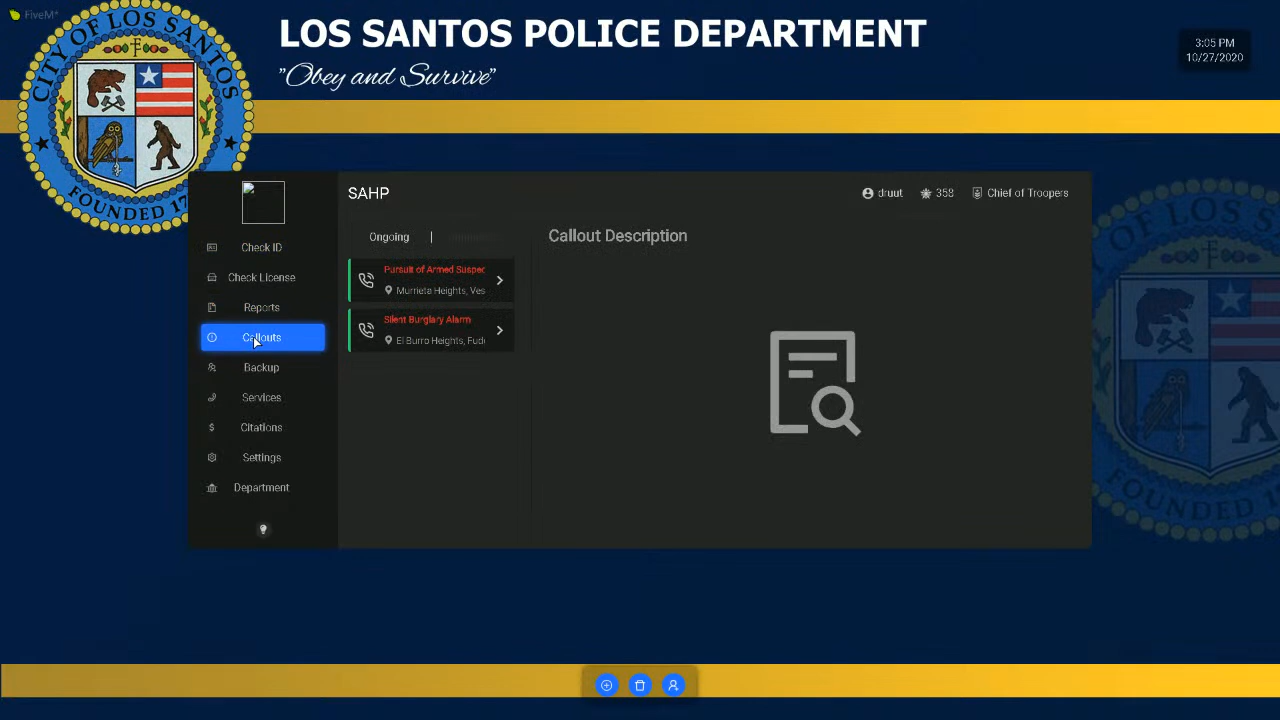 FiveM*
LOS SANTOS POLICE DEPARTMENT
"Obey and Survive"
3:05 PM
10/27/2020
CITY OF LOS SANTOS
FOUNDED 17
SAHP
druut
358
Chief of Troopers
Check ID
Check License
Reports
Callouts
Backup
Services
Citations
Settings
Department
Ongoing |
Callout Description
Pursuit of Armed Suspec
Murrieta Heights, Ves
Silent Burglary Alarm
El Burro Heights, Fud